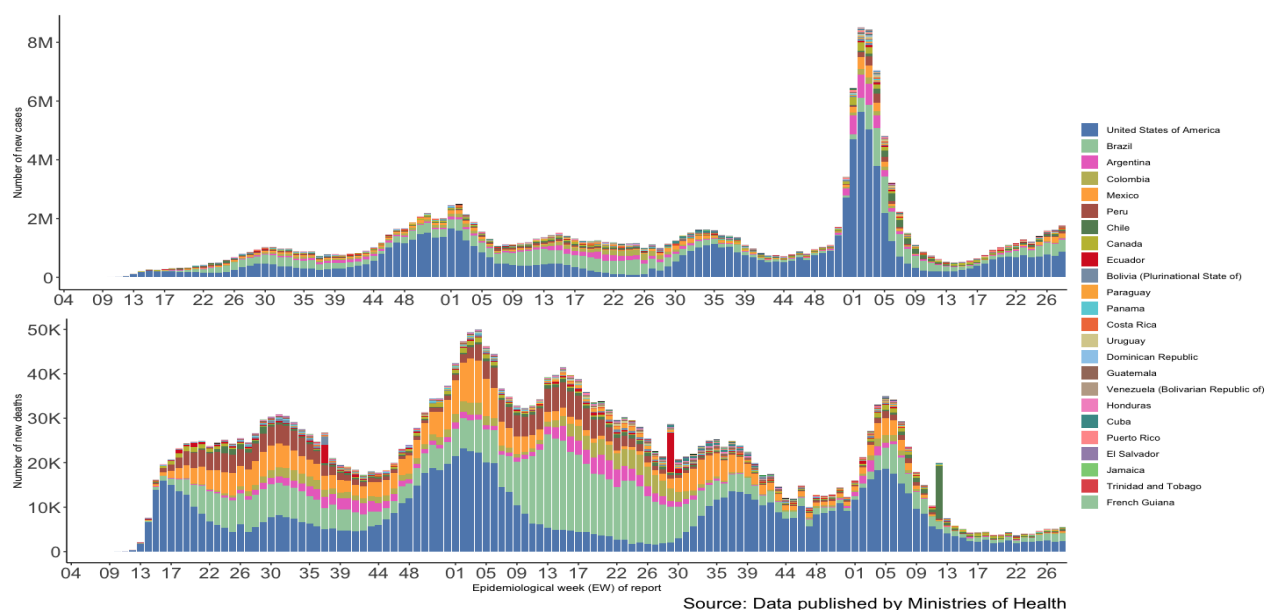 8M
6M
4M
2M
0
Number of new cases
04 09 13 17 22 26 30 35 39 44 48 01 05 09 13 17 22 26 30 35 39 44 48 01 05 09 13 17 22 26
50K
40K
30K
20K
10K
0
Number of new deaths
04 09 13 17 22 26 30 35 39 44 48 01 05 09 13 17 22 26 30 35 39 44 48 01 05 09 13 17 22 26
Epidemiological week (EW) of report
United States of America
Brazil
Argentina
Colombia
Mexico
Peru
Chile
Canada
Ecuador
Bolivia (Plurinational State of)
Paraguay
Panama
Costa Rica
Uruguay
Dominican Republic
Guatemala
Venezuela (Bolivarian Republic of)
Honduras
Cuba
Puerto Rico
El Salvador
Jamaica
Trinidad and Tobago
French Guiana
Source: Data published by Ministries of Health